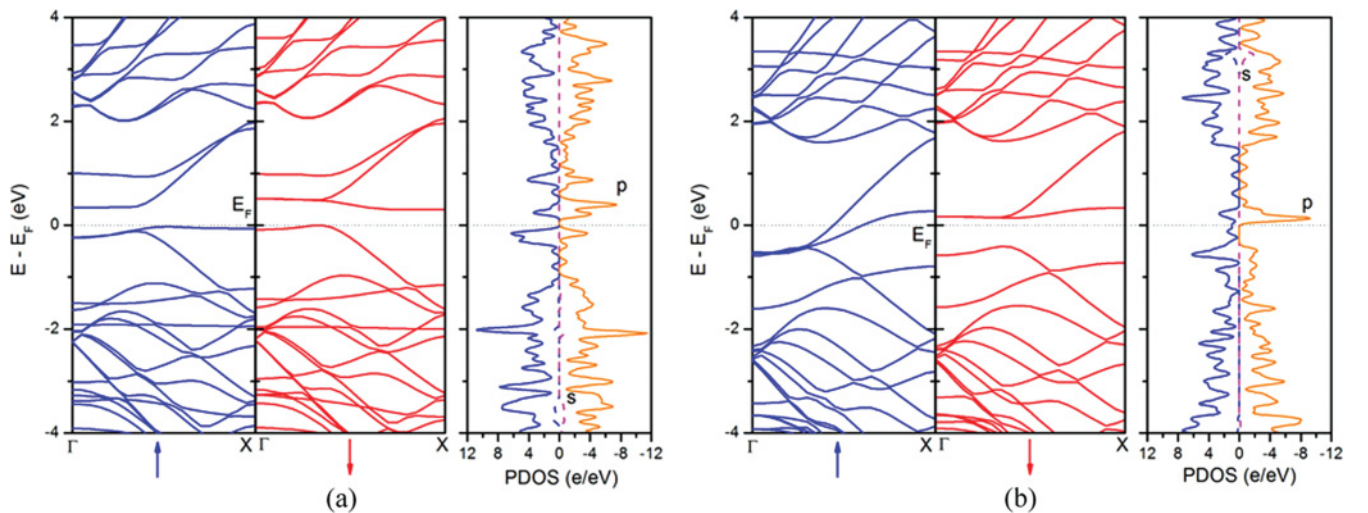 4
2
0
-2
-4
E - E_F (eV)
E_F
p
s
Γ X Γ X
12 8 4 0 -4 -8 -12
PDOS (e/eV)
(a)
4
2
0
-2
-4
E - E_F (eV)
E_F
s
p
Γ X Γ X
12 8 4 0 -4 -8 -12
PDOS (e/eV)
(b)